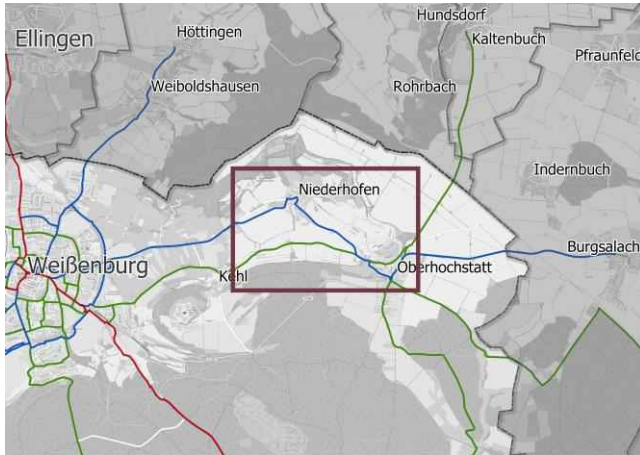 Hundsdorf
Ellingen
Höttingen
Kaltenbuch
Pfraunfeld
Weiboldshausen
Rohrbach
Indernbuch
Niederhofen
Burgsalach
Weißenburg
Kehl
Oberhochstatt